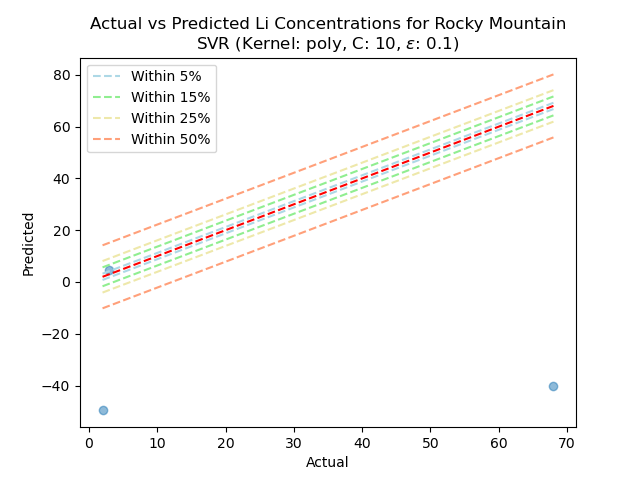 Actual vs Predicted Li Concentrations for Rocky Mountain
SVR (Kernel: poly, C: 10, ε: 0.1)
Within 5%
Within 15%
Within 25%
Within 50%
Predicted
80
60
40
20
0
−20
−40
0 10 20 30 40 50 60 70
Actual